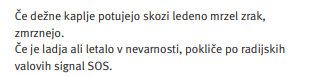 Če dežne kaplje potujejo skozi ledeno mrzel zrak,
zmrznejo.
Če je ladja ali letalo v nevarnosti, pokliče po radijskih
valovih signal SOS.